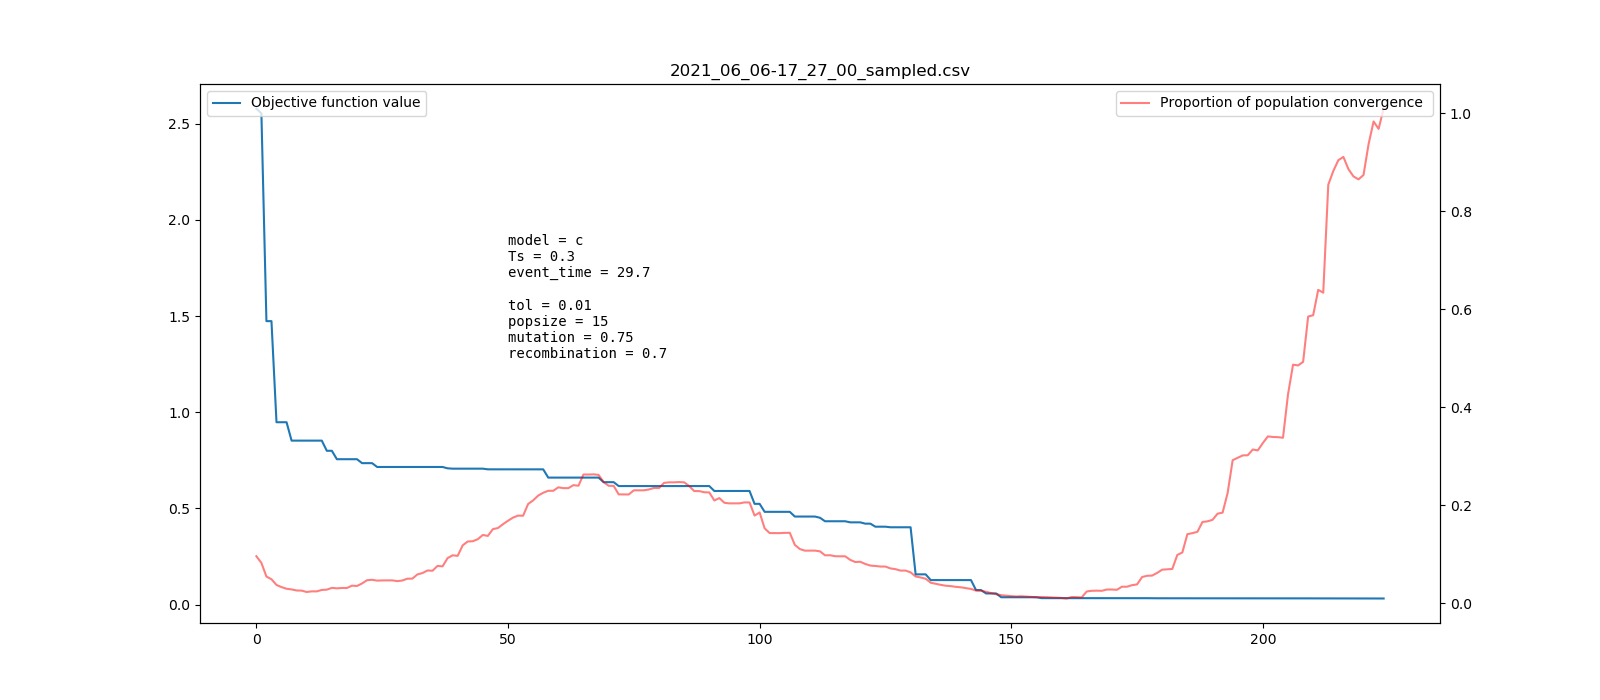 2021_06_06-17_27_00_sampled.csv
Objective function value
Proportion of population convergence
2.5
2.0
1.5
1.0
0.5
0.0
model = c
Ts = 0.3
event_time = 29.7
tol = 0.01
popsize = 15
mutation = 0.75
recombination = 0.7
1.0
0.8
0.6
0.4
0.2
0.0
0 50 100 150 200